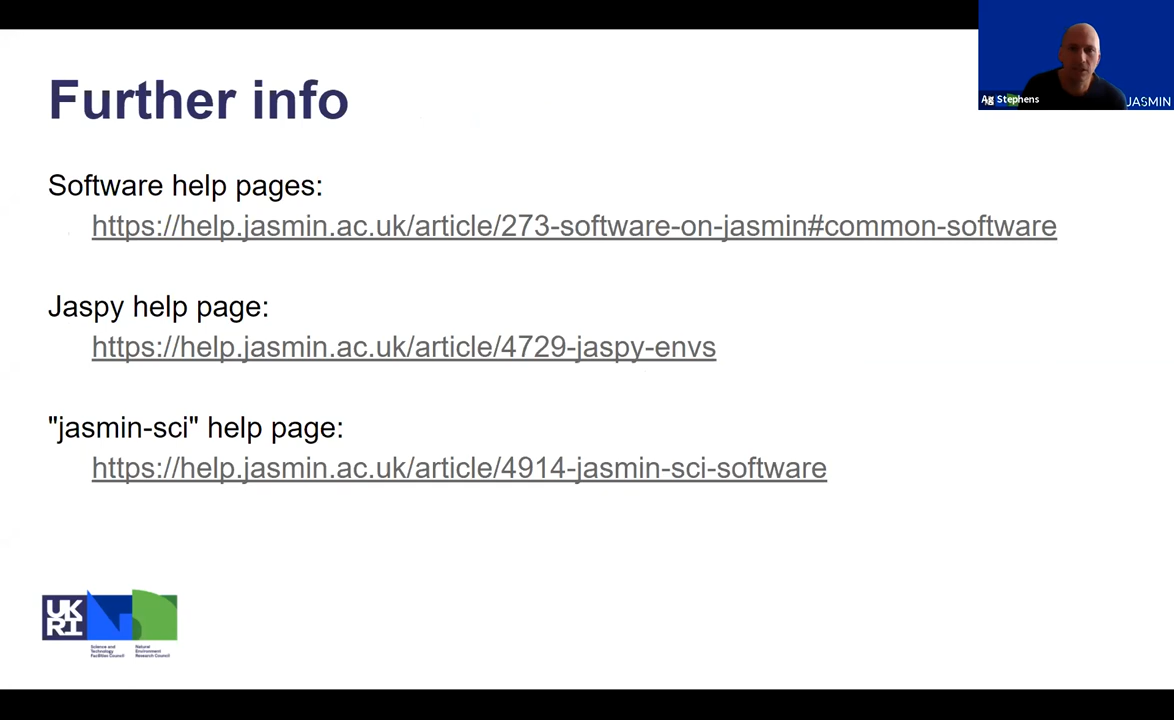 Further info
Ag Stephens
JASMIN
Software help pages:
https://help.jasmin.ac.uk/article/273-software-on-jasmin#common-software
Jaspy help page:
https://help.jasmin.ac.uk/article/4729-jaspy-envs
"jasmin-sci" help page:
https://help.jasmin.ac.uk/article/4914-jasmin-sci-software
UK
RI
Science and
Technology
Facilities Council
Natural
Environment
Research Council